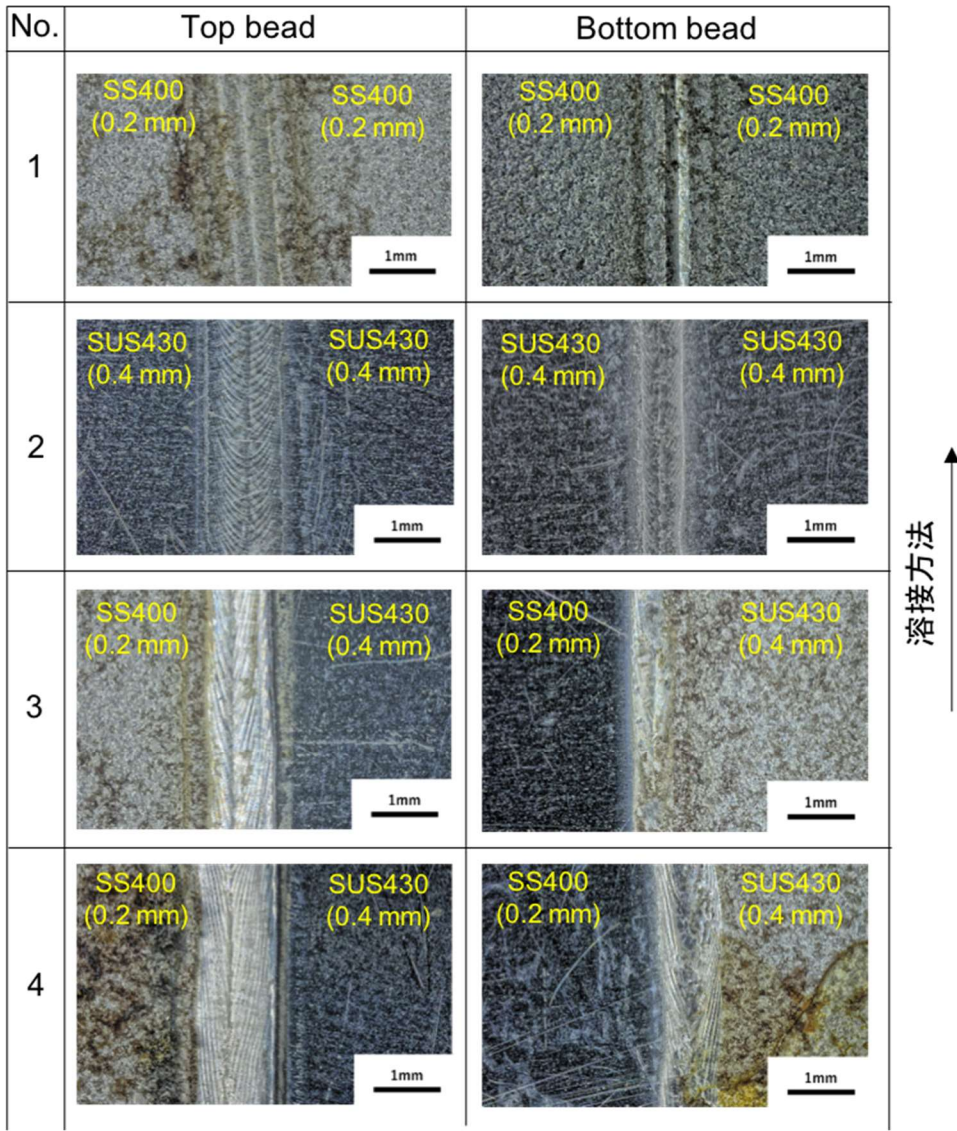 No.
Top bead
Bottom bead
1
SS400
(0.2 mm)
SS400
(0.2 mm)
1mm
SS400
(0.2 mm)
SS400
(0.2 mm)
1mm
2
SUS430
(0.4 mm)
SUS430
(0.4 mm)
1mm
SUS430
(0.4 mm)
SUS430
(0.4 mm)
1mm
3
SS400
(0.2 mm)
SUS430
(0.4 mm)
1mm
SS400
(0.2 mm)
SUS430
(0.4 mm)
1mm
4
SS400
(0.2 mm)
SUS430
(0.4 mm)
1mm
SS400
(0.2 mm)
SUS430
(0.4 mm)
1mm
溶接方法